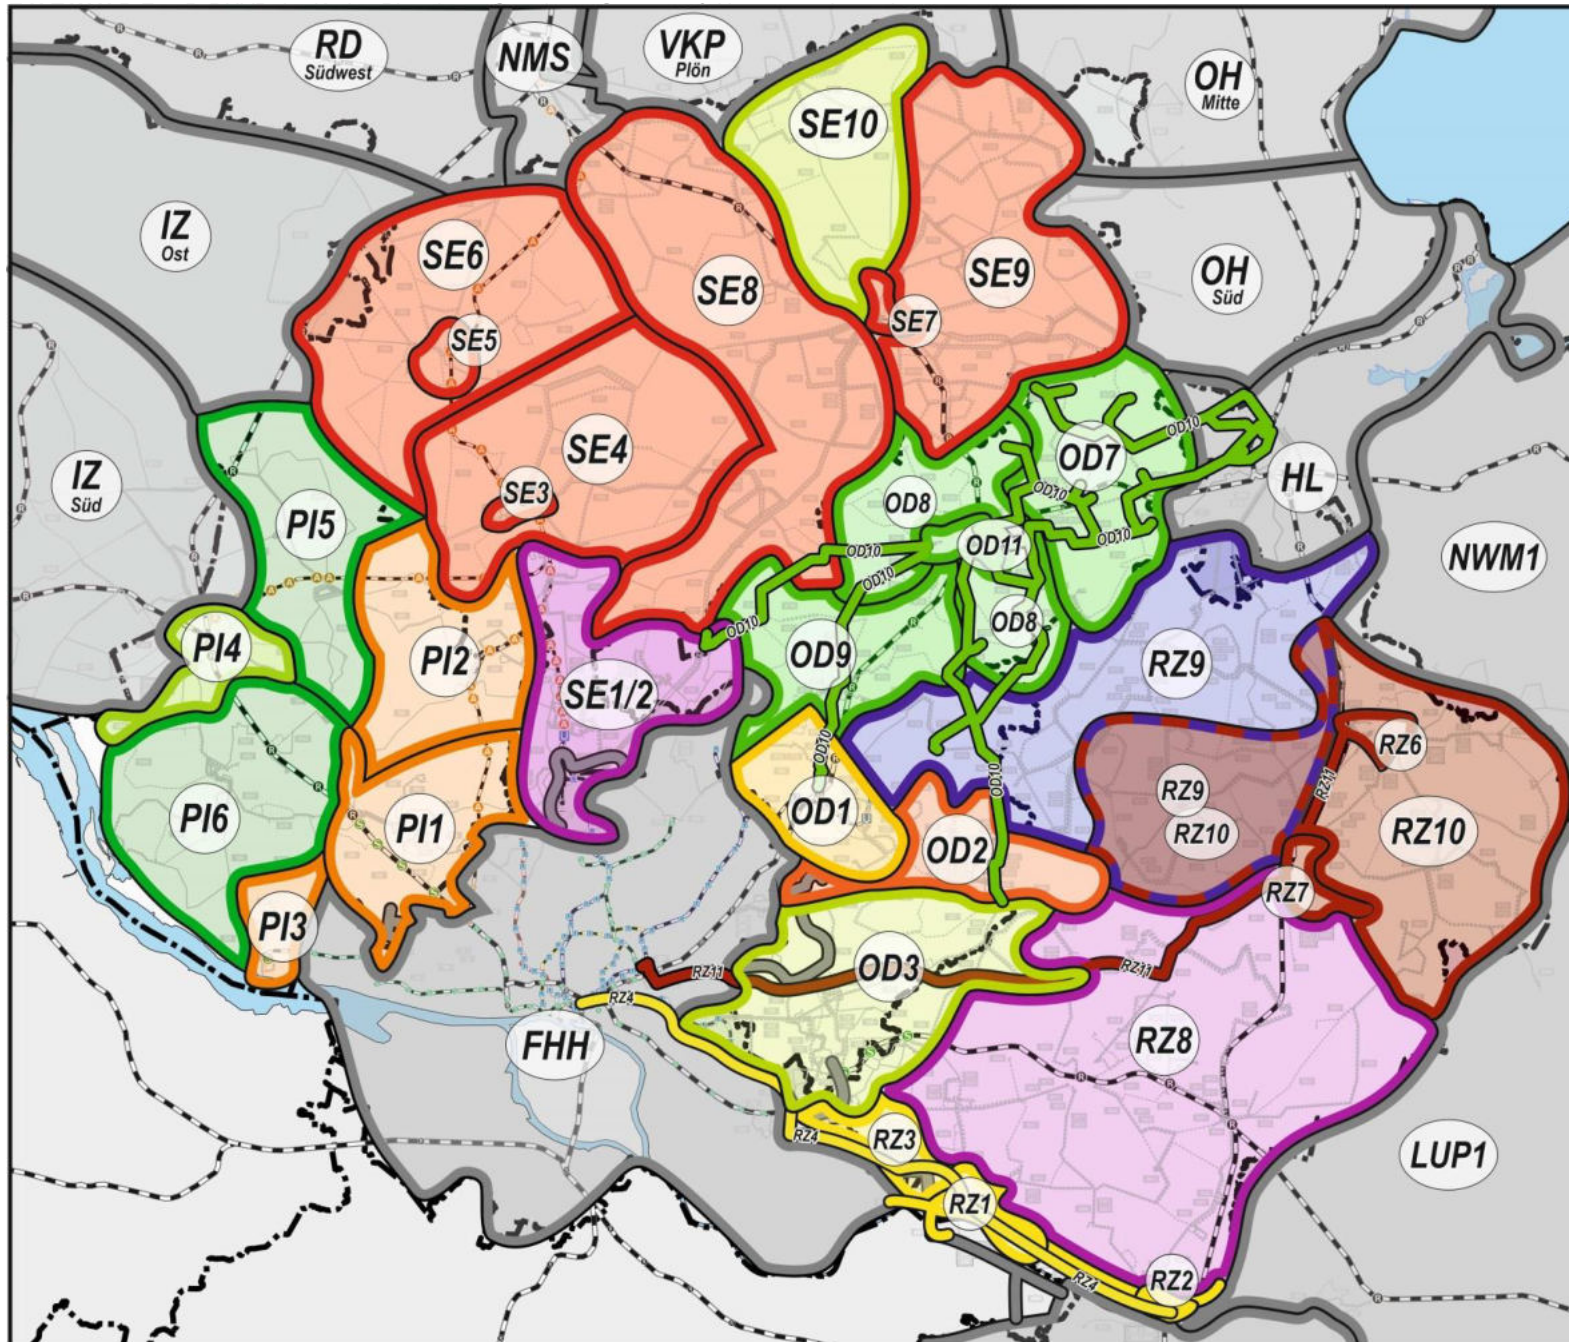 RD
Südwest
NMS
VKP
Plön
OH
Mitte
SE10
IZ
Ost
SE6
SE8
SE9
OH
Süd
SE7
SE5
SE4
SE3
OD10
OD7
IZ
Süd
PI5
OD8
OD10
HL
OD11
OD10
OD10
OD10
NWM1
PI4
PI2
SE1/2
OD10
OD9
OD8
RZ9
OD10
RZ6
RZ11
OD10
PI6
PI1
OD1
OD2
RZ9
RZ10
RZ10
RZ7
PI3
OD3
RZ11
RZ11
RZ4
FHH
RZ8
RZ4
RZ3
LUP1
RZ1
RZ4
RZ2